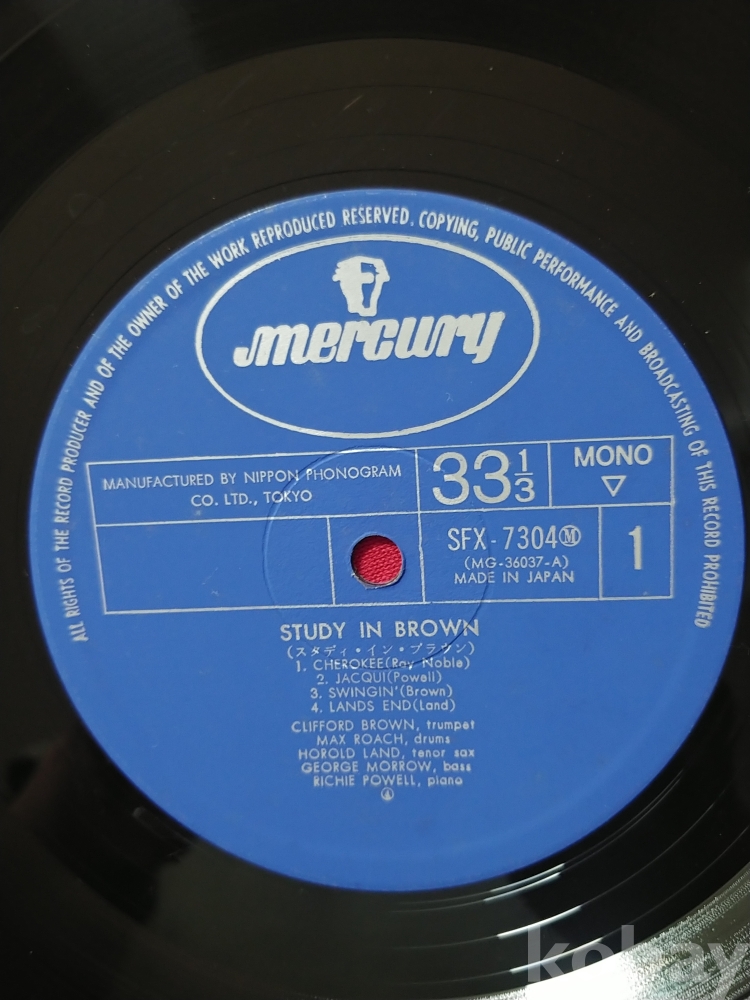 ALL RIGHTS OF THE RECORD PRODUCER AND OF THE OWNER OF THE WORK REPRODUCED RESERVED. COPYING, PUBLIC PERFORMANCE AND BROADCASTING OF THIS RECORD PROHIBITED
mercury
MANUFACTURED BY NIPPON PHONOGRAM
CO. LTD., TOKYO
33⅓
MONO
▽
SFX-7304Ⓜ
(MG-36037-A)
MADE IN JAPAN
1
STUDY IN BROWN
(スタディ・イン・ブラウン)
1. CHEROKEE(Ray Noble)
2. JACQUI(Powell)
3. SWINGIN'(Brown)
4. LANDS END(Land)
CLIFFORD BROWN, trumpet
MAX ROACH, drums
HOROLD LAND, tenor sax
GEORGE MORROW, bass
RICHIE POWELL, piano
kobay